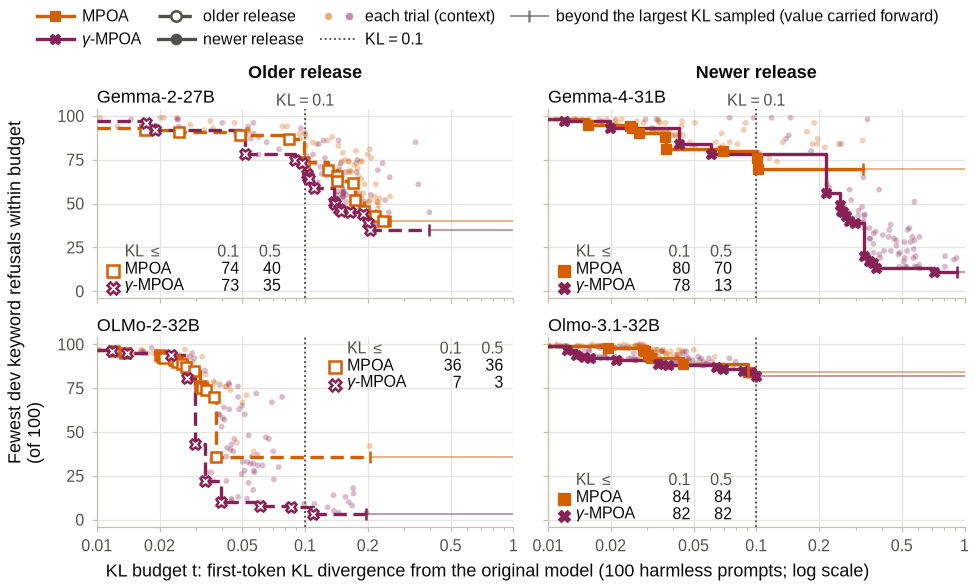 MPOA
older release
each trial (context)
beyond the largest KL sampled (value carried forward)
γ-MPOA
newer release
KL = 0.1
Older release
Newer release
Gemma-2-27B
KL = 0.1
Gemma-4-31B
KL = 0.1
Fewest dev keyword refusals within budget
(of 100)
100
75
50
25
0
KL ≤ 0.1 0.5
MPOA 74 40
γ-MPOA 73 35
KL ≤ 0.1 0.5
MPOA 80 70
γ-MPOA 78 13
OLMo-2-32B
Olmo-3.1-32B
100
75
50
25
0
KL ≤ 0.1 0.5
MPOA 36 36
γ-MPOA 7 3
KL ≤ 0.1 0.5
MPOA 84 84
γ-MPOA 82 82
0.01 0.02 0.05 0.1 0.2 0.5 1
0.01 0.02 0.05 0.1 0.2 0.5 1
KL budget t: first-token KL divergence from the original model (100 harmless prompts; log scale)